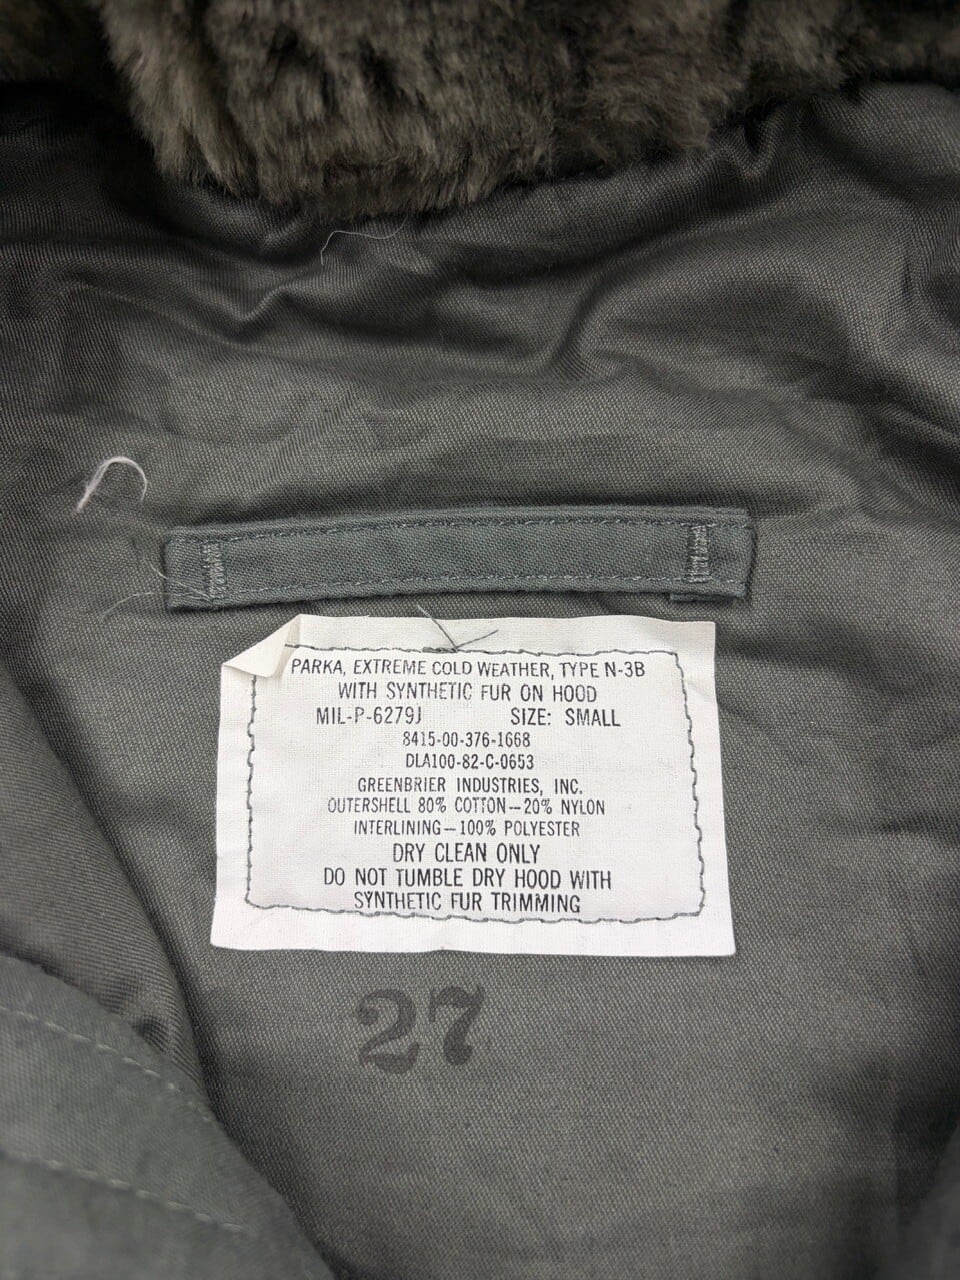 PARKA, EXTREME COLD WEATHER, TYPE N-3B
WITH SYNTHETIC FUR ON HOOD
MIL-P-6279J SIZE: SMALL
8415-00-376-1668
DLA100-82-C-0653
GREENBRIER INDUSTRIES, INC.
OUTERSHELL 80% COTTON—20% NYLON
INTERLINING—100% POLYESTER
DRY CLEAN ONLY
DO NOT TUMBLE DRY HOOD WITH
SYNTHETIC FUR TRIMMING
27